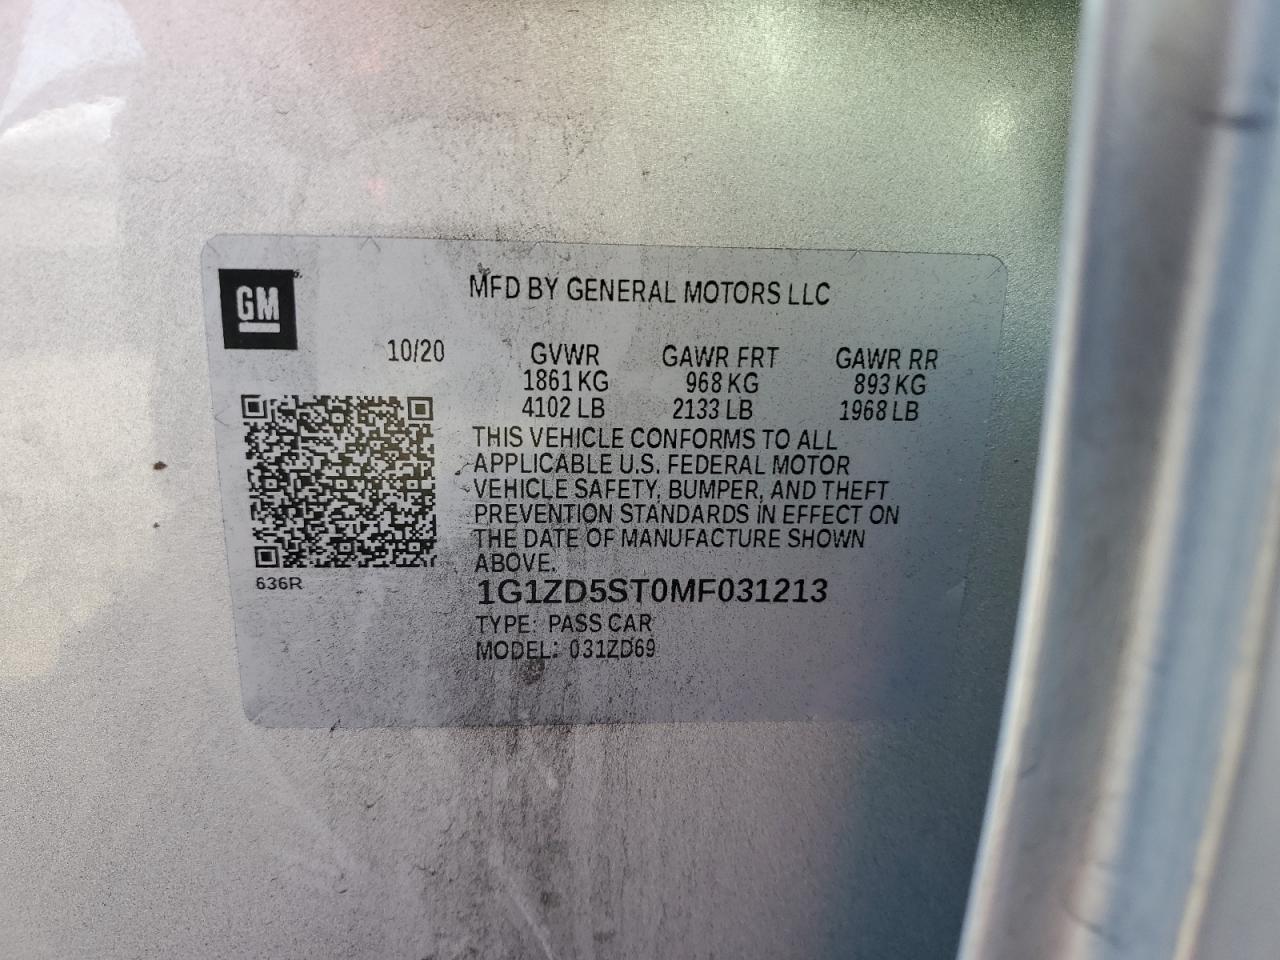 GM
MFD BY GENERAL MOTORS LLC
10/20 GVWR GAWR FRT GAWR RR
1861 KG 968 KG 893 KG
4102 LB 2133 LB 1968 LB
THIS VEHICLE CONFORMS TO ALL
APPLICABLE U.S. FEDERAL MOTOR
VEHICLE SAFETY, BUMPER, AND THEFT
PREVENTION STANDARDS IN EFFECT ON
THE DATE OF MANUFACTURE SHOWN
ABOVE.
636R
1G1ZD5ST0MF031213
TYPE: PASS CAR
MODEL: 031ZD69